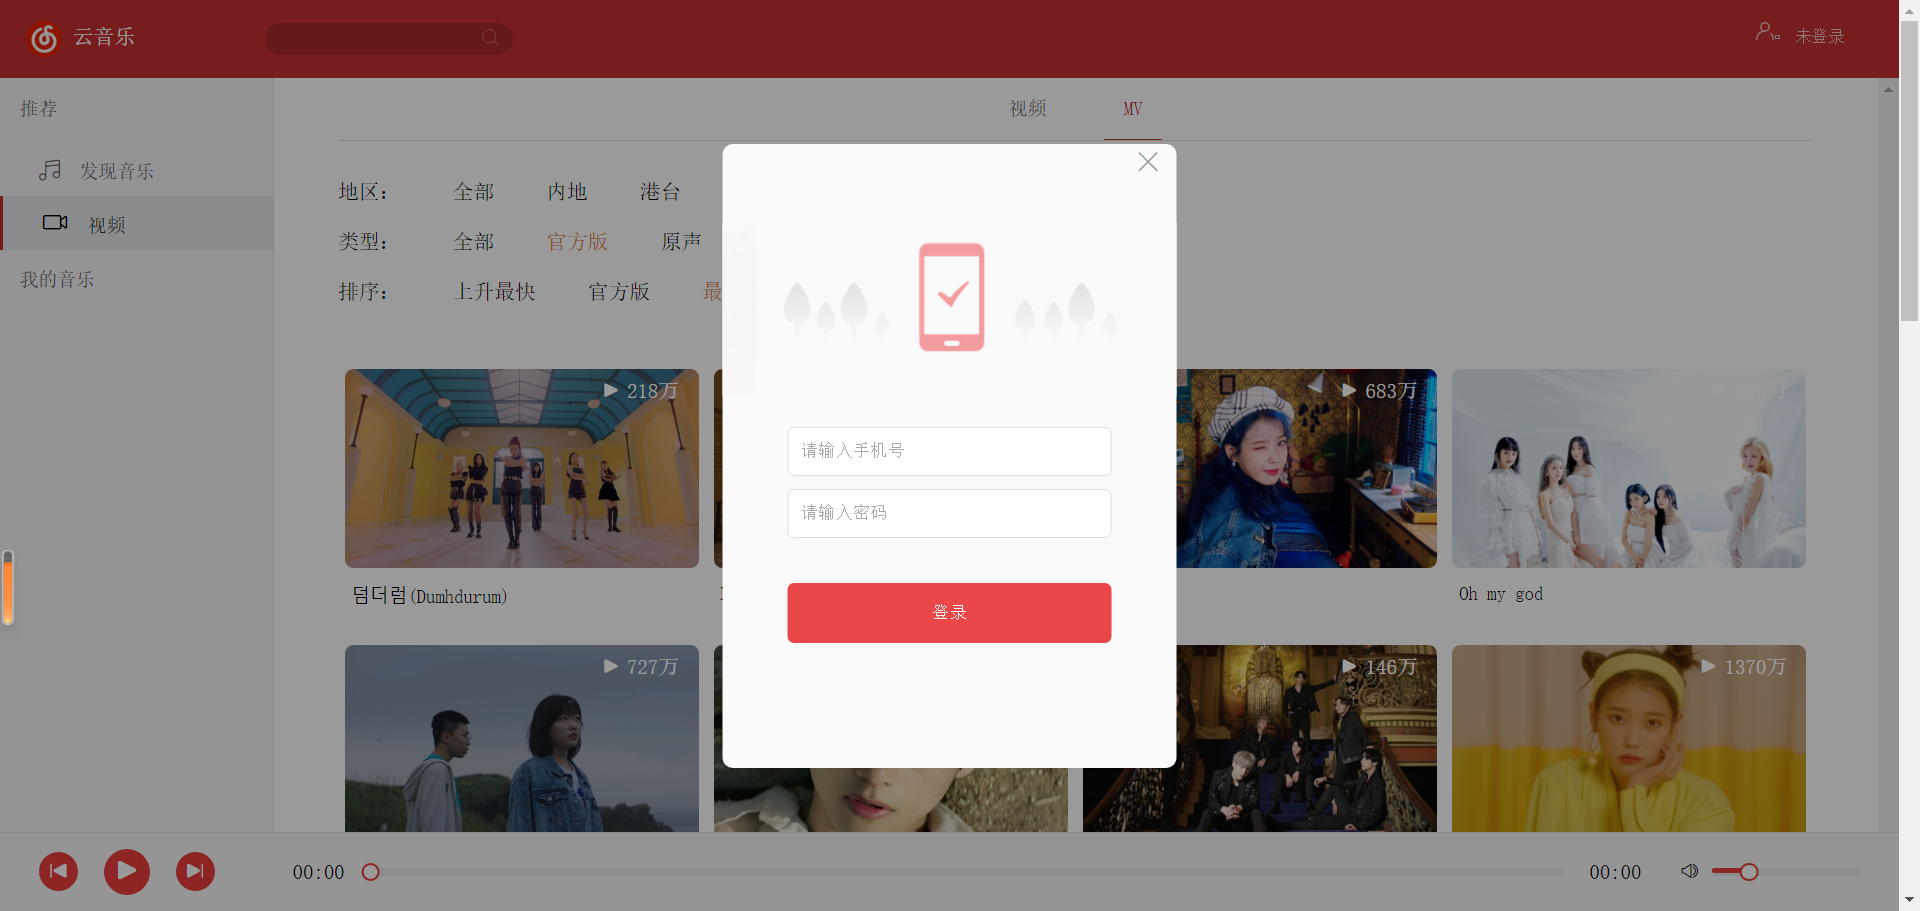 云音乐
未登录
推荐
发现音乐
视频
我的音乐
视频
MV
地区：
全部
内地
港台
类型：
全部
官方版
原声
排序：
上升最快
官方版
最
请输入手机号
请输入密码
登录
218万
683万
덤더럼(Dumhdurum)
Oh my god
727万
146万
1370万
00:00
00:00